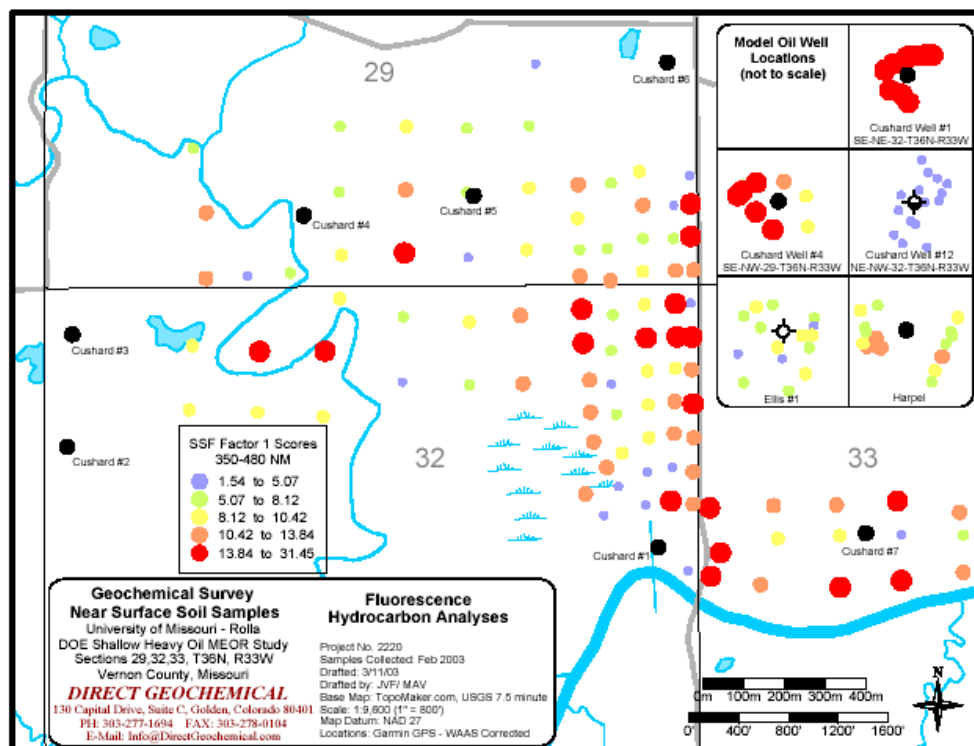 29
Cushard #6
Cushard #4
Cushard #5
Cushard #3
Cushard #2
32
33
Cushard #1
Cushard #7
Model Oil Well
Locations
(not to scale)
Cushard Well #1
SE-NE-32-T36N-R33W
Cushard Well #4
SE-NW-29-T36N-R33W
Cushard Well #12
NE-NW-32-T36N-R33W
Ellis #1
Harpel
SSF Factor 1 Scores
350-480 NM
1.54 to 5.07
5.07 to 8.12
8.12 to 10.42
10.42 to 13.84
13.84 to 31.45
Geochemical Survey
Near Surface Soil Samples
University of Missouri - Rolla
DOE Shallow Heavy Oil MEOR Study
Sections 29,32,33, T36N, R33W
Vernon County, Missouri
DIRECT GEOCHEMICAL
130 Capital Drive, Suite C, Golden, Colorado 80401
PH: 303-277-1694 FAX: 303-278-0104
E-Mail: Info@DirectGeochemical.com
Fluorescence
Hydrocarbon Analyses
Project No. 2220
Samples Collected: Feb 2003
Drafted: 3/11/03
Drafted by: JVF/ MAV
Base Map: TopoMaker.com, USGS 7.5 minute
Scale: 1:9,600 (1" = 800')
Map Datum: NAD 27
Locations: Garmin GPS - WAAS Corrected
0m 100m 200m 300m 400m
0' 400' 800' 1200' 1600'
N